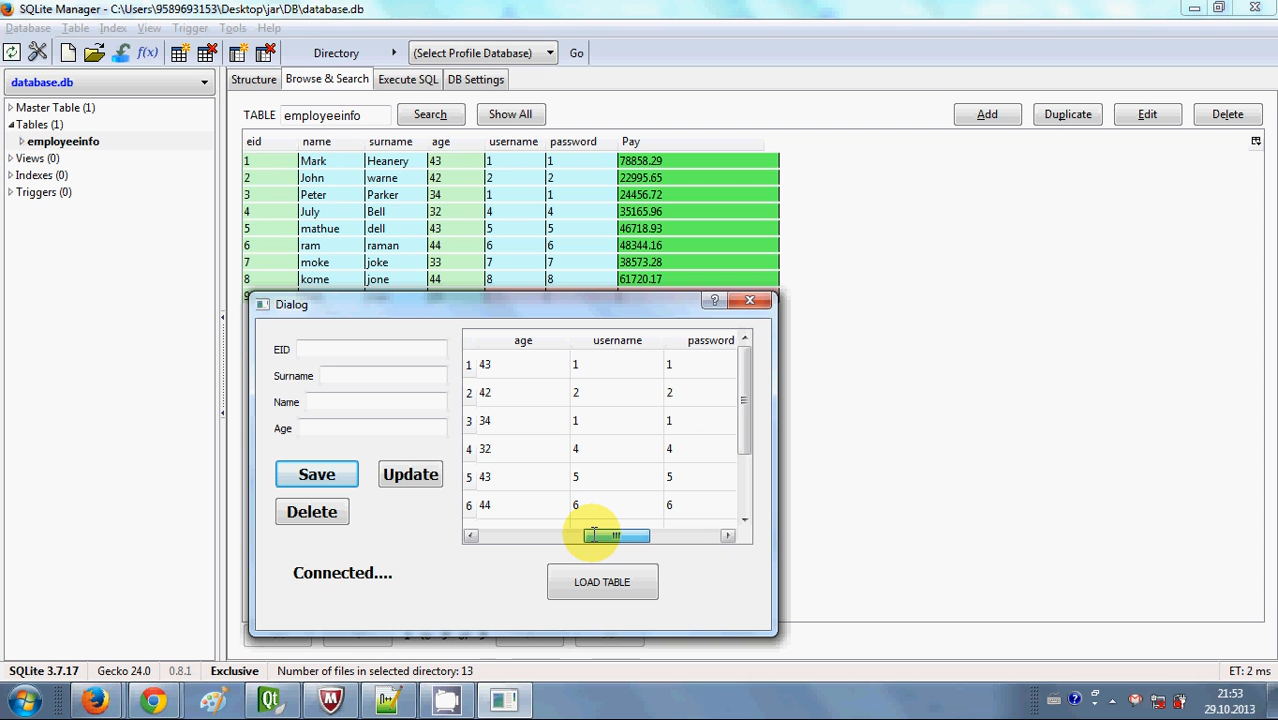 SQLite Manager - C:\Users\9589693153\Desktop\jar\DB\database.db
Database Table Index View Trigger Tools Help
f(x) Directory (Select Profile Database) Go
database.db
Structure Browse & Search Execute SQL DB Settings
Master Table (1)
Tables (1)
employeeinfo
Views (0)
Indexes (0)
Triggers (0)
TABLE employeeinfo Search Show All Add Duplicate Edit Delete
eid name surname age username password Pay
1 Mark Heanery 43 1 1 78858.29
2 John warne 42 2 2 22995.65
3 Peter Parker 34 1 1 24456.72
4 July Bell 32 4 4 35165.96
5 mathue dell 43 5 5 46718.93
6 ram raman 44 6 6 48344.16
7 moke joke 33 7 7 38573.28
8 kome jone 44 8 8 61720.17
Dialog
EID
Surname
Name
Age
Save Update
Delete
Connected....
age username password
1 43 1 1
2 42 2 2
3 34 1 1
4 32 4 4
5 43 5 5
6 44 6 6
LOAD TABLE
SQLite 3.7.17 Gecko 24.0 0.8.1 Exclusive Number of files in selected directory: 13 ET: 2 ms
Qt
21:53
29.10.2013